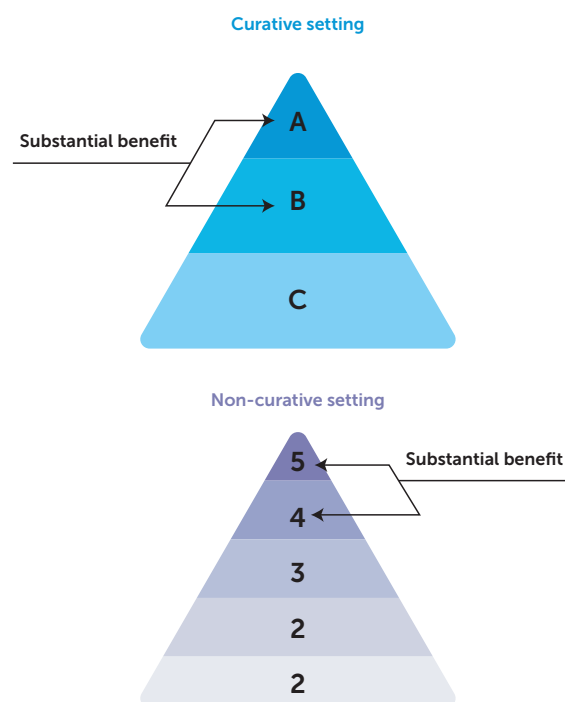 Curative setting
A
Substantial benefit
B
C
Non-curative setting
5
Substantial benefit
4
3
2
2